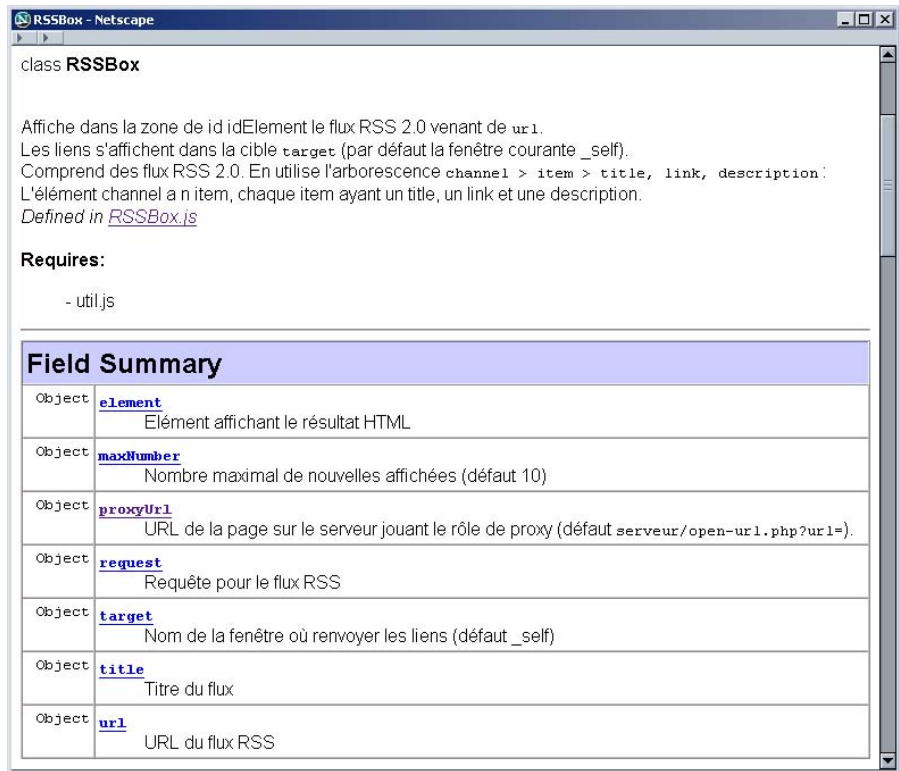 RSSBox - Netscape
class RSSBox
Affiche dans la zone de id idElement le flux RSS 2.0 venant de url.
Les liens s'affichent dans la cible target (par défaut la fenêtre courante _self).
Comprend des flux RSS 2.0. En utilise l'arborescence channel > item > title, link, description :
L'élément channel a n item, chaque item ayant un title, un link et une description.
Defined in RSSBox.js
Requires:
- util.js
Field Summary
Object element
Elément affichant le résultat HTML
Object maxNumber
Nombre maximal de nouvelles affichées (défaut 10)
Object proxyUrl
URL de la page sur le serveur jouant le rôle de proxy (défaut serveur/open-url.php?url=).
Object request
Requête pour le flux RSS
Object target
Nom de la fenêtre où renvoyer les liens (défaut _self)
Object title
Titre du flux
Object url
URL du flux RSS